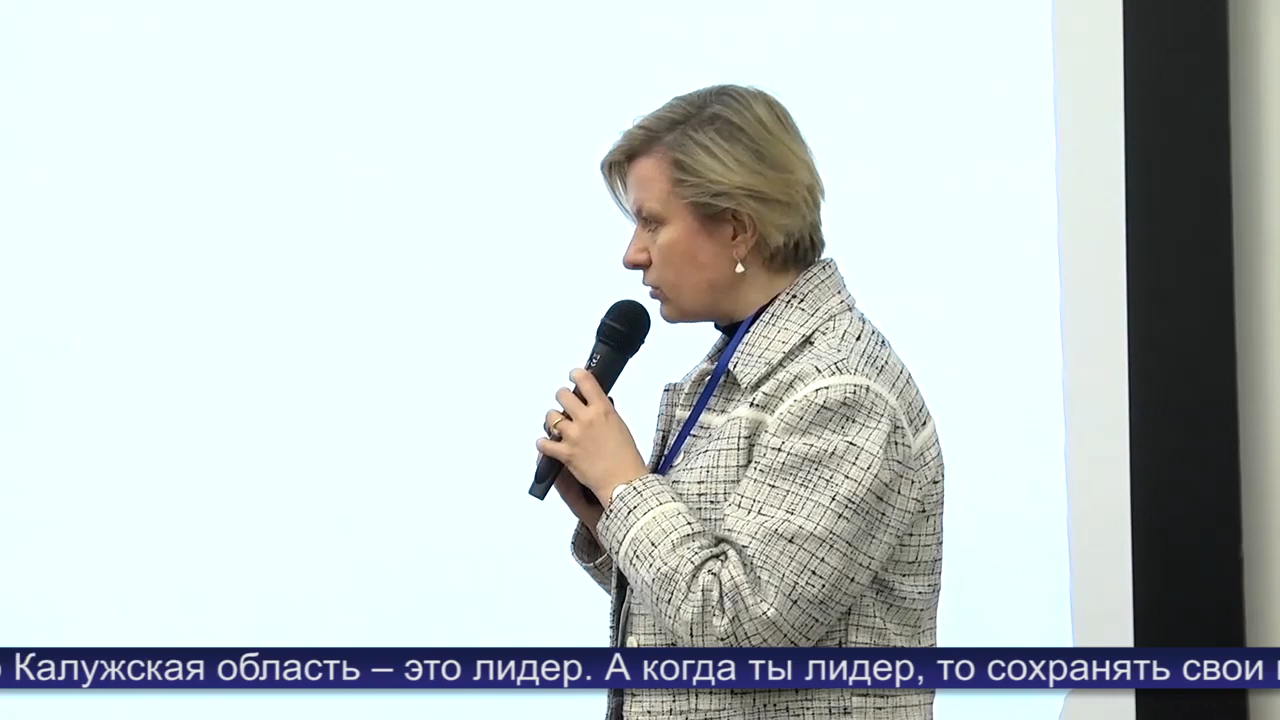 Калужская область – это лидер. А когда ты лидер, то сохранять свои